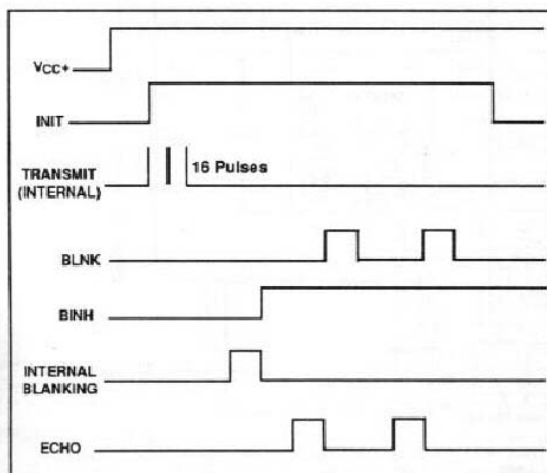 VCC+
INIT
16 Pulses
TRANSMIT
(INTERNAL)
BLNK
BINH
INTERNAL
BLANKING
ECHO